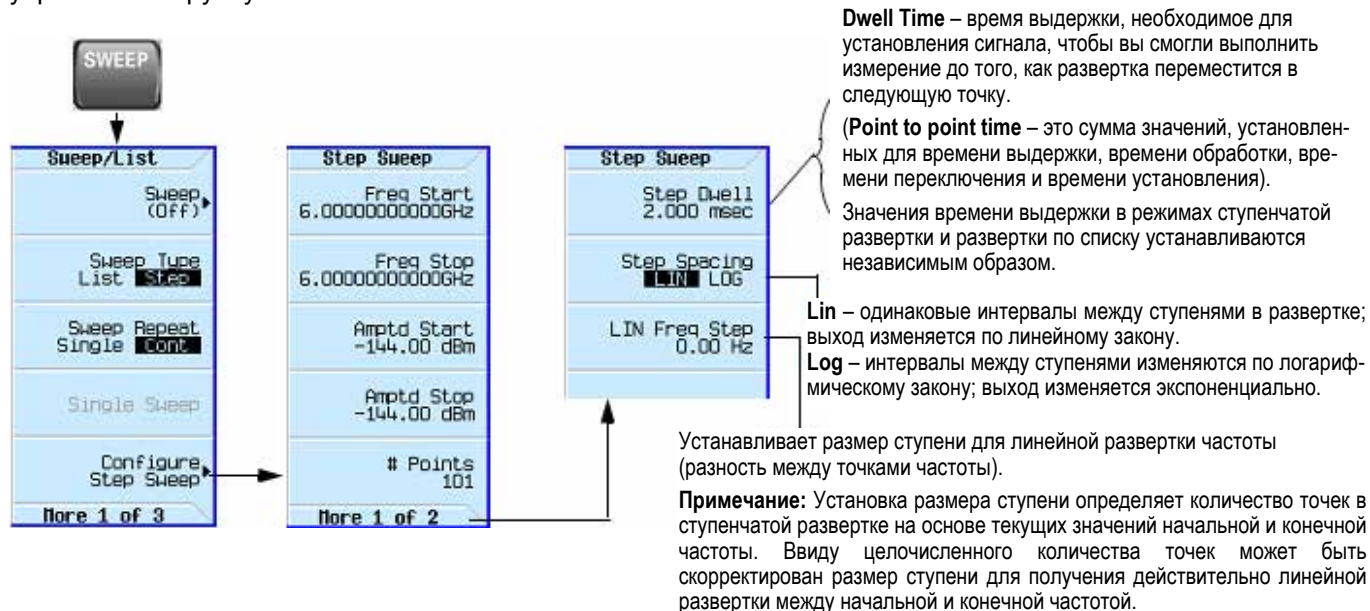 SWEEP
Sweep/List
Sweep
(Off)
Sweep Type
List Step
Sweep Repeat
Single Cont
Single Sweep
Configure
Step Sweep
More 1 of 3
Step Sweep
Freq Start
6.00000000000GHz
Freq Stop
6.00000000000GHz
Amptd Start
-144.00 dBm
Amptd Stop
-144.00 dBm
# Points
101
More 1 of 2
Step Sweep
Step Dwell
2.000 msec
Step Spacing
LIN LOG
LIN Freq Step
0.00 Hz
Dwell Time – время выдержки, необходимое для
установления сигнала, чтобы вы смогли выполнить
измерение до того, как развертка переместится в
следующую точку.
(Point to point time – это сумма значений, установлен-
ных для времени выдержки, времени обработки, вре-
мени переключения и времени установления).
Значения времени выдержки в режимах ступенчатой
развертки и развертки по списку устанавливаются
независимым образом.
Lin – одинаковые интервалы между ступенями в развертке;
выход изменяется по линейному закону.
Log – интервалы между ступенями изменяются по логариф-
мическому закону; выход изменяется экспоненциально.
Устанавливает размер ступени для линейной развертки частоты
(разность между точками частоты).
Примечание: Установка размера ступени определяет количество точек в
ступенчатой развертке на основе текущих значений начальной и конечной
частоты. Ввиду целочисленного количества точек может быть
скорректирован размер ступени для получения действительно линейной
развертки между начальной и конечной частотой.